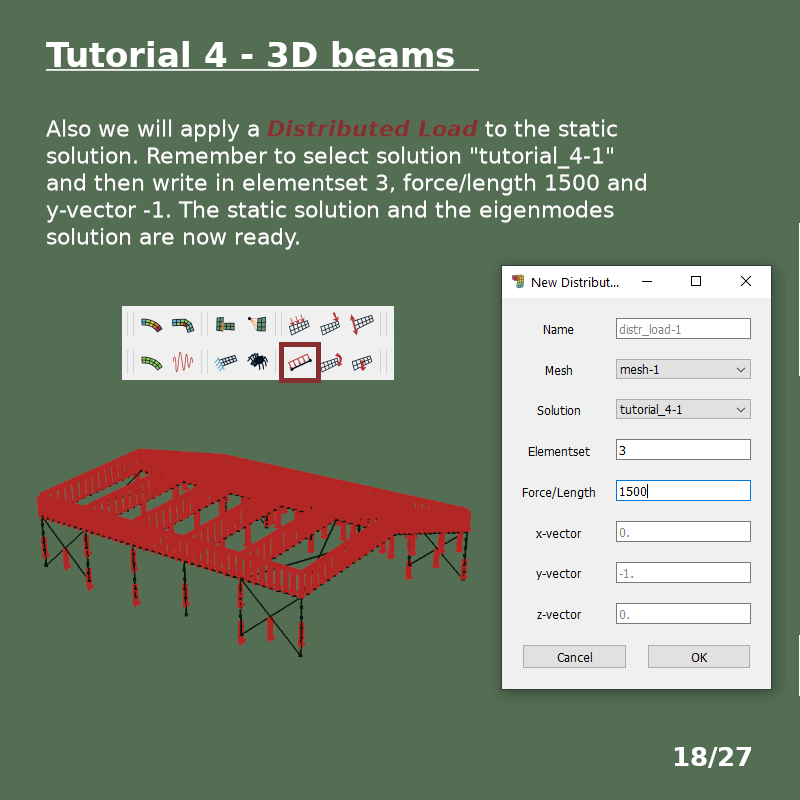 Tutorial 4 - 3D beams
Also we will apply a Distributed Load to the static
solution. Remember to select solution "tutorial_4-1"
and then write in elementset 3, force/length 1500 and
y-vector -1. The static solution and the eigenmodes
solution are now ready.
New Distribut...
Name distr_load-1
Mesh mesh-1
Solution tutorial_4-1
Elementset 3
Force/Length 1500
x-vector 0.
y-vector -1.
z-vector 0.
Cancel OK
18/27